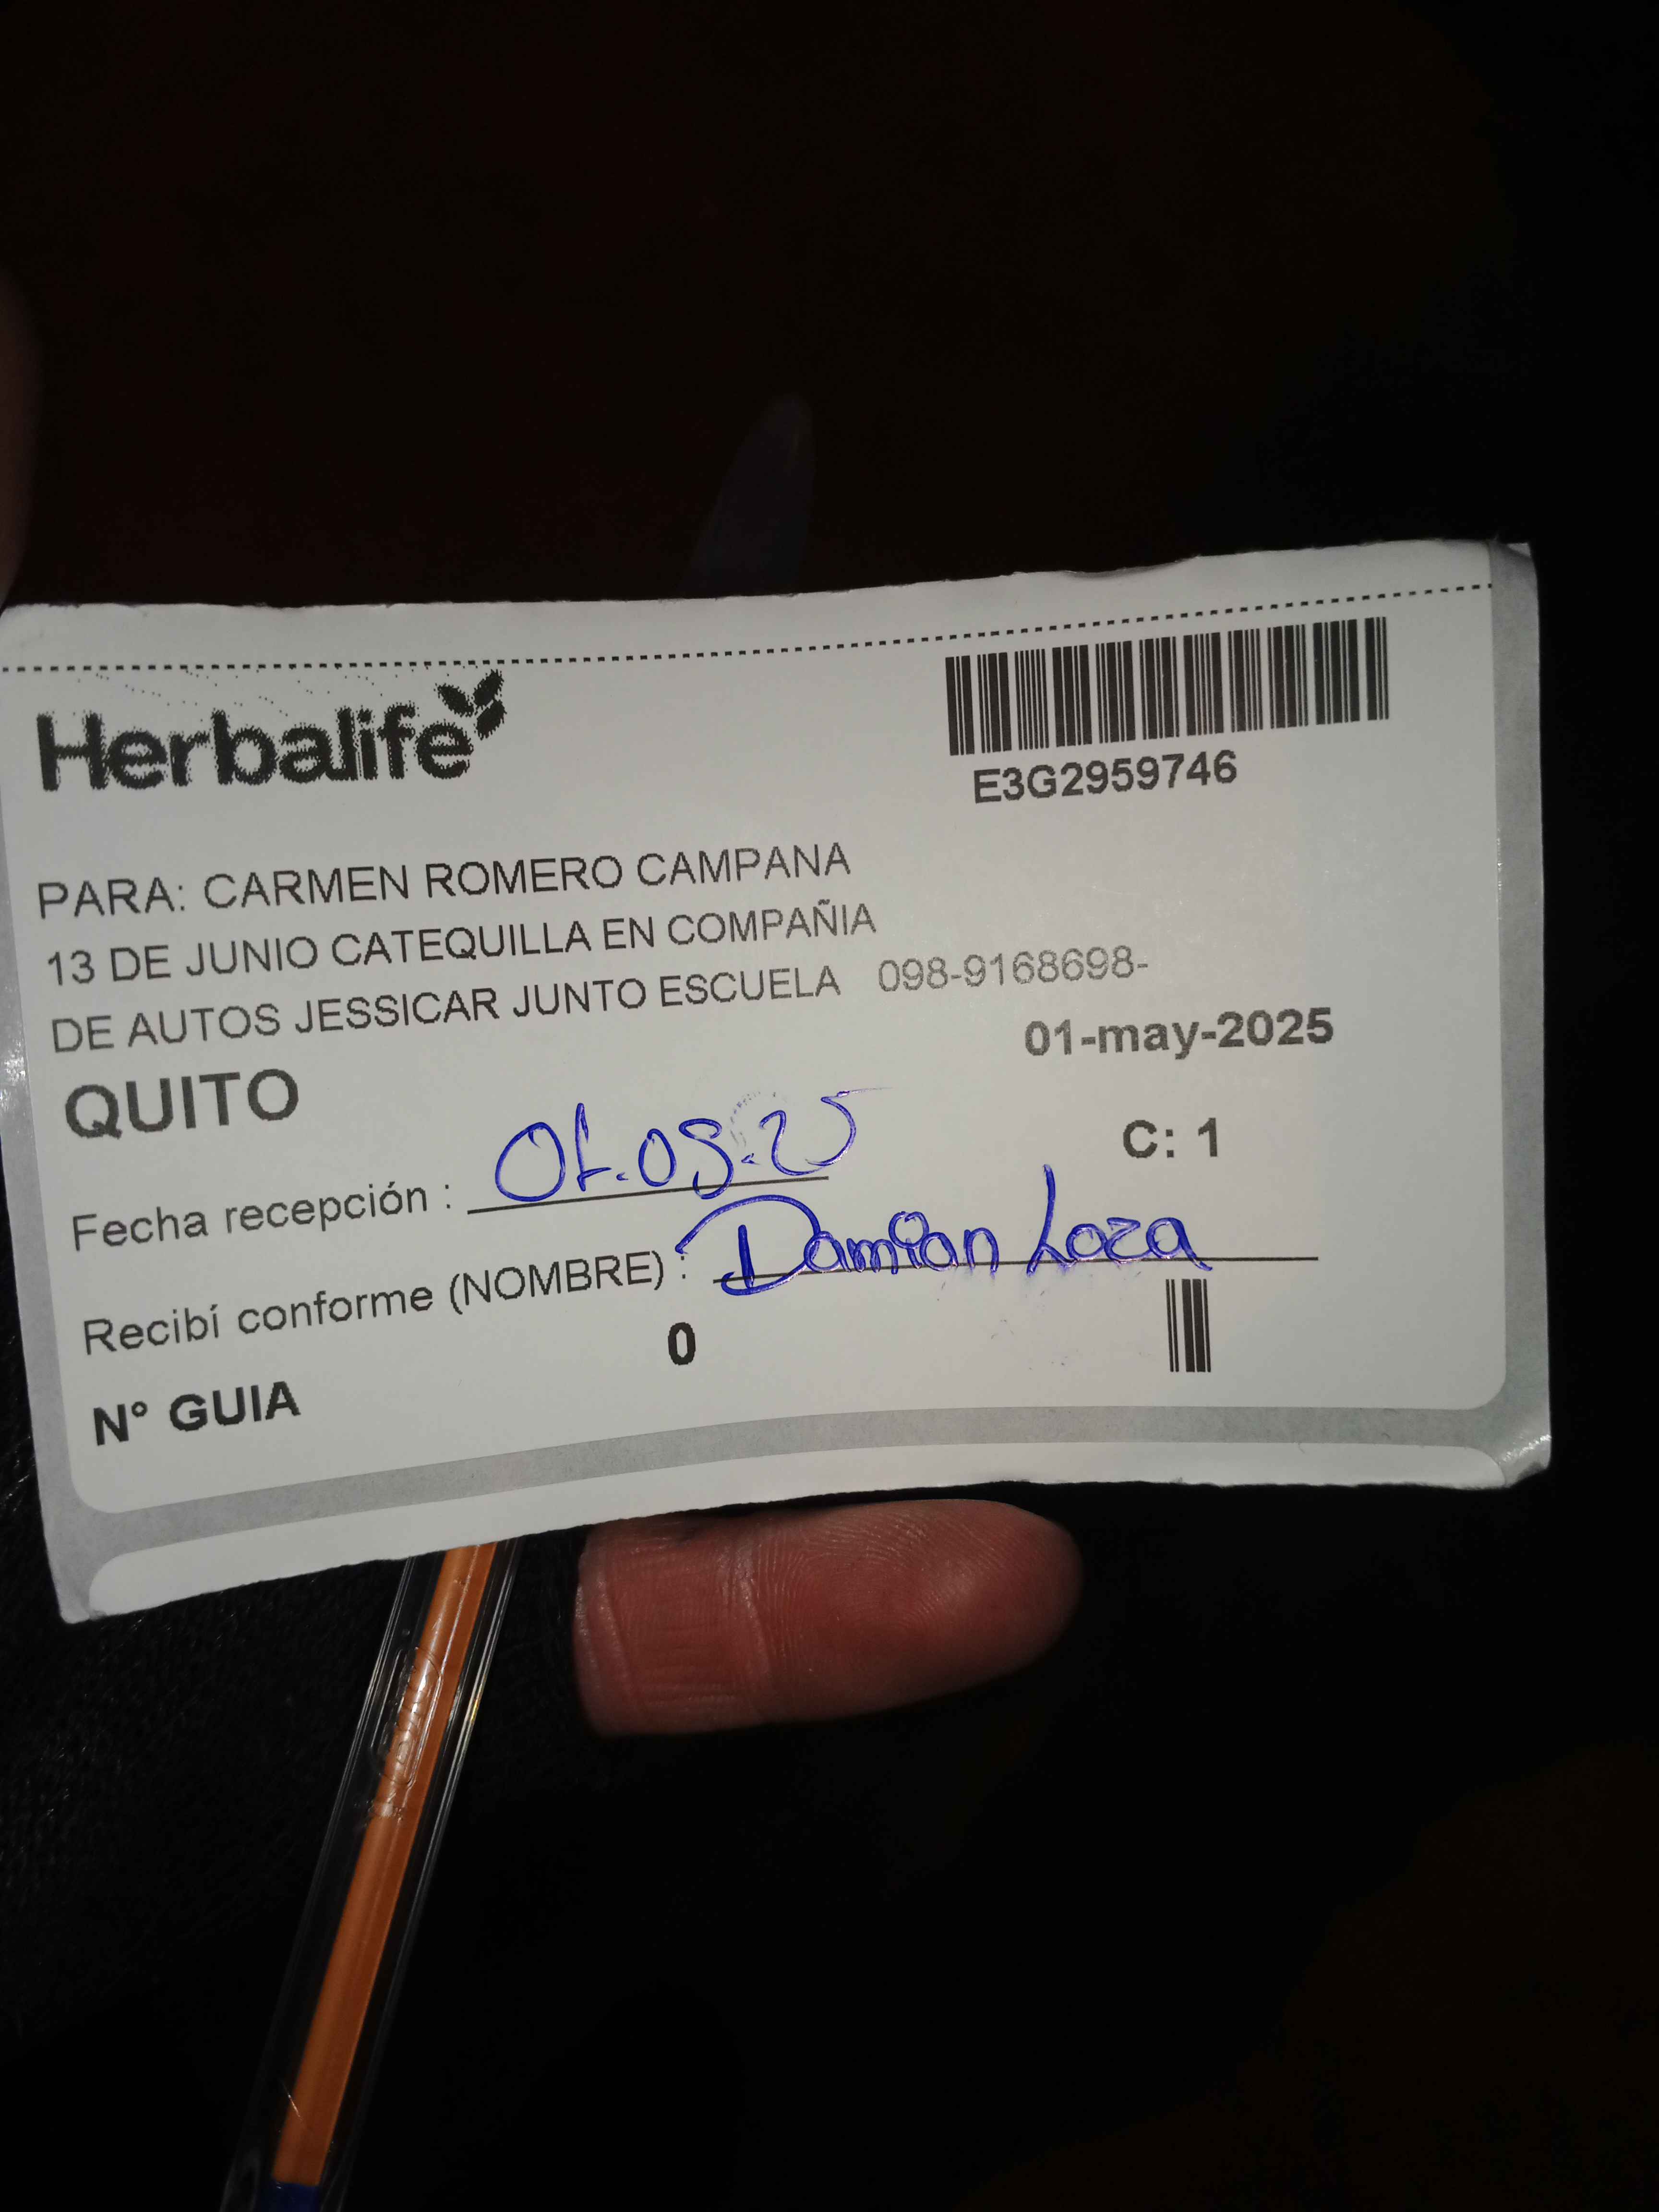 Herbalife
E3G2959746
PARA: CARMEN ROMERO CAMPANA
13 DE JUNIO CATEQUILLA EN COMPAÑIA
DE AUTOS JESSICAR JUNTO ESCUELA 098-9168698-
01-may-2025
QUITO
C: 1
Fecha recepción : 01.05.25
Recibí conforme (NOMBRE) : Damian Loza
0
N° GUIA